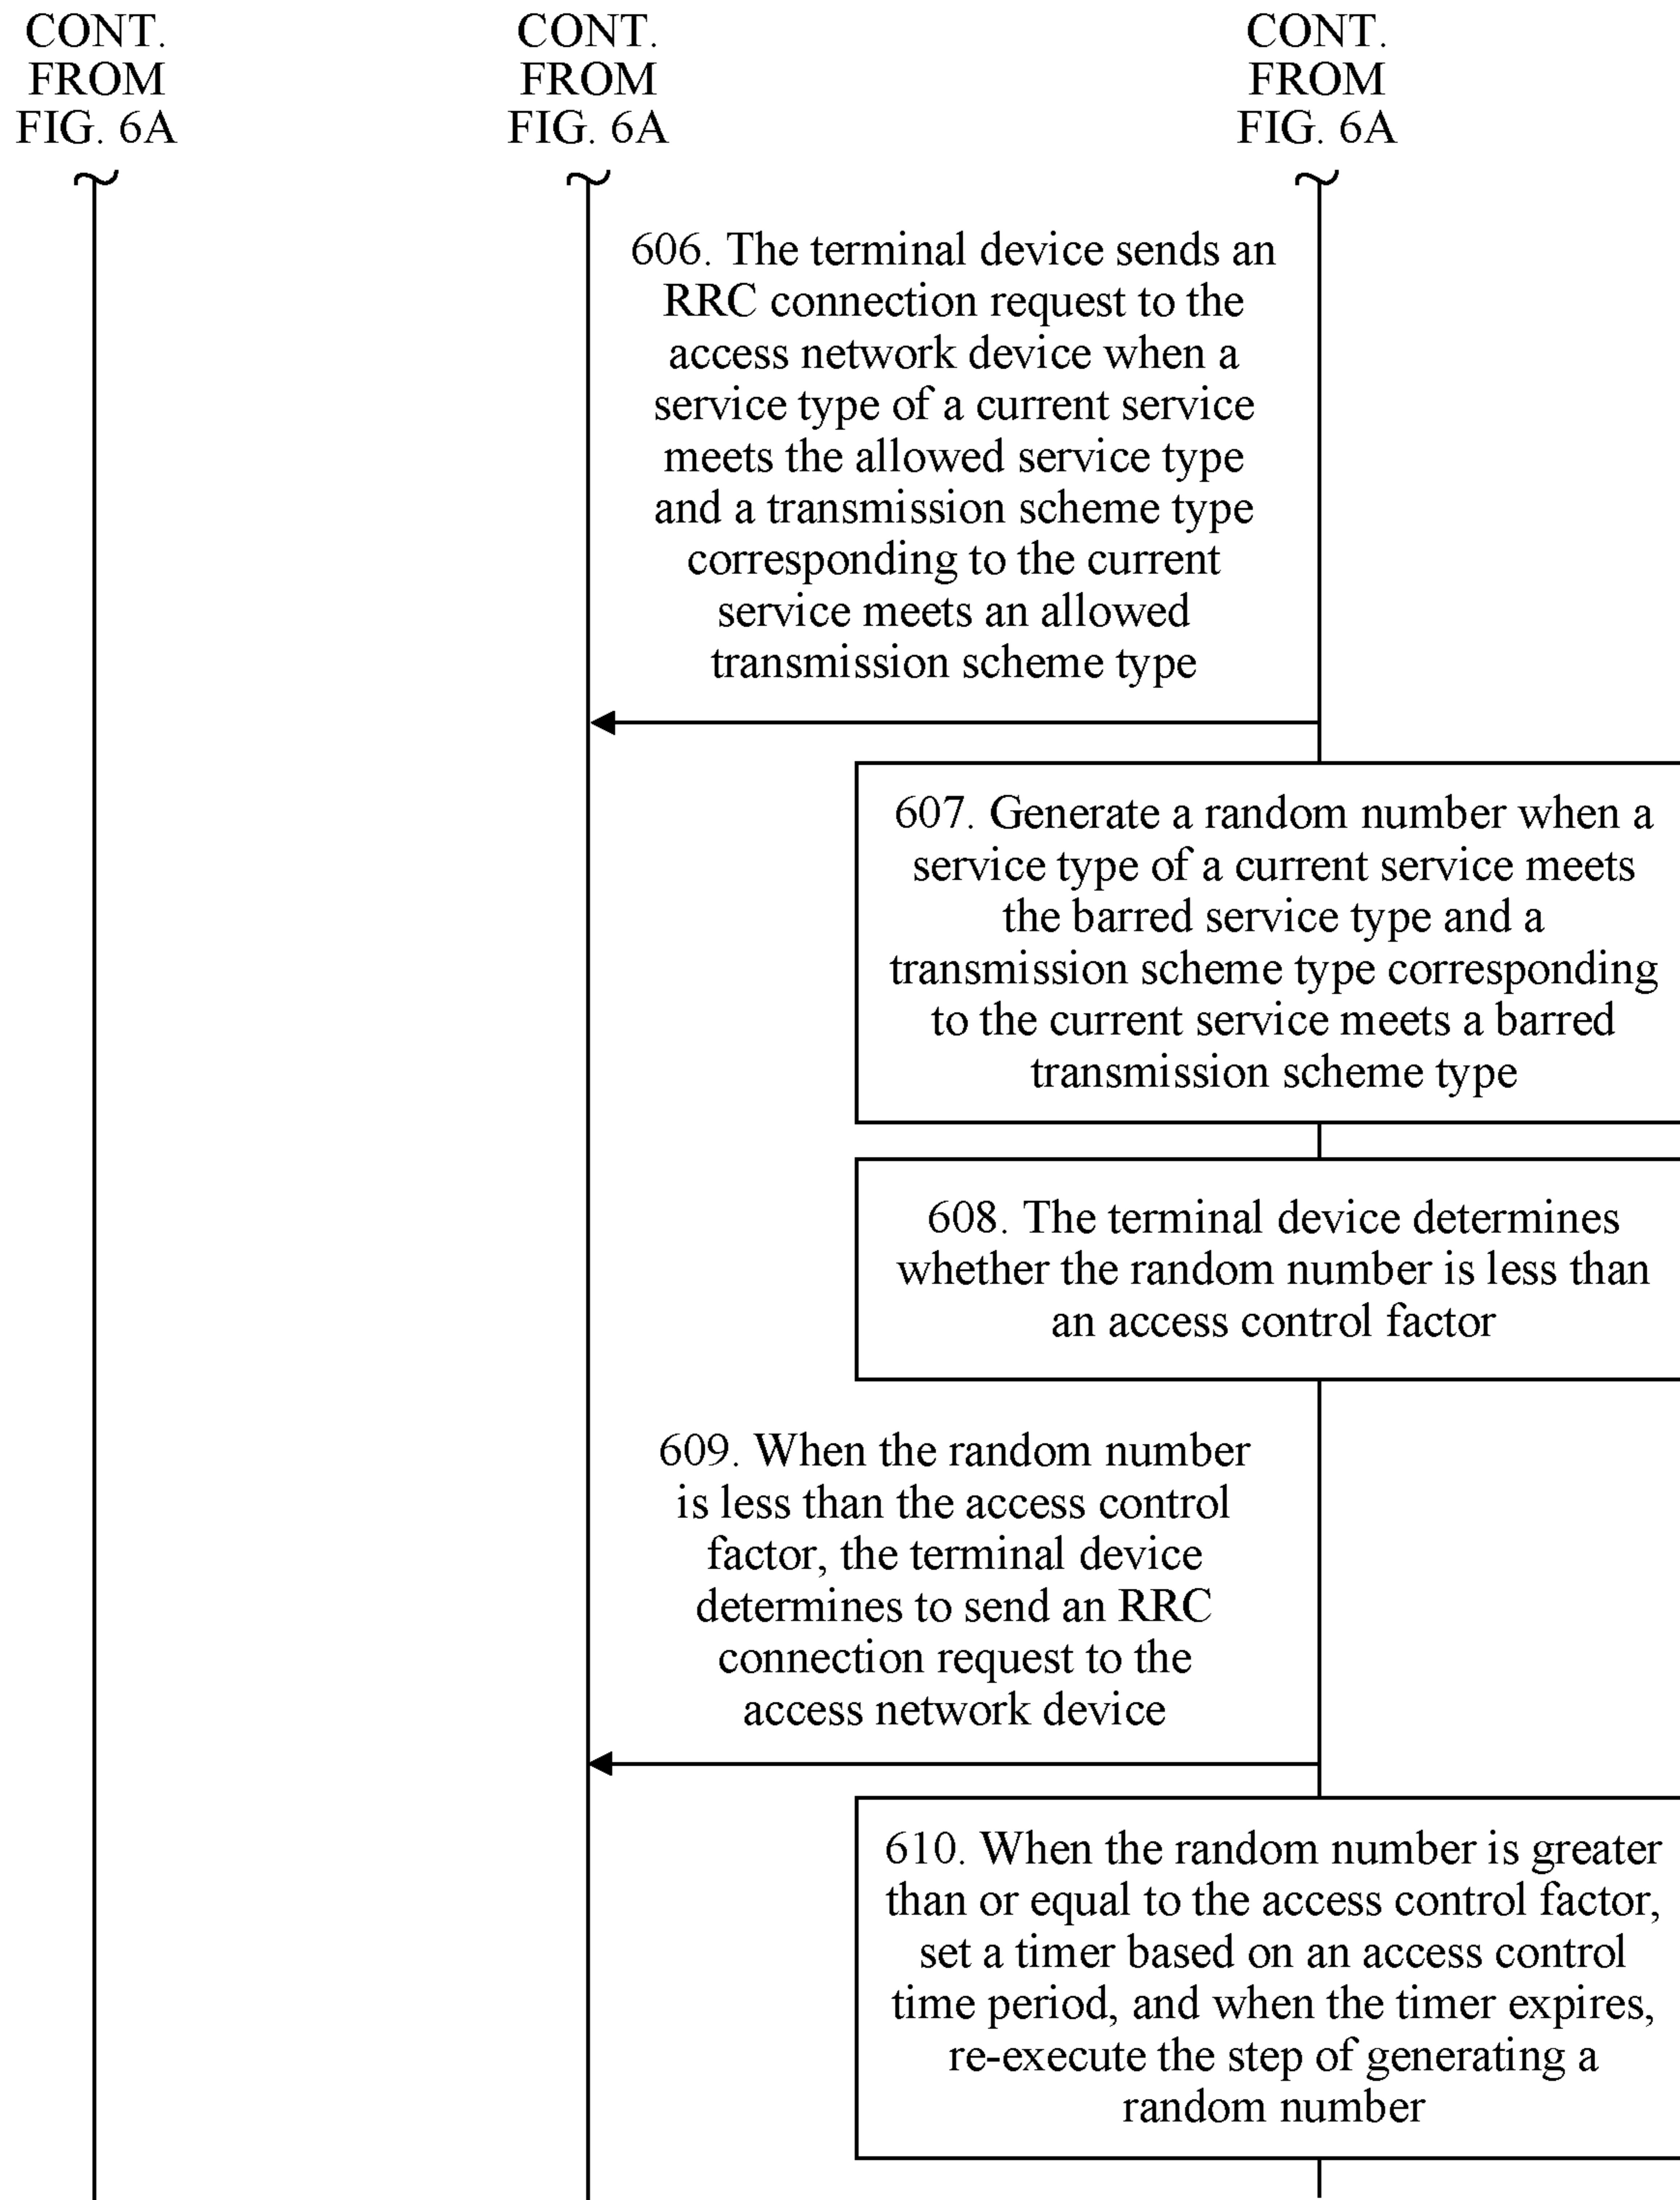 CONT.
FROM
FIG. 6A
CONT.
FROM
FIG. 6A
CONT.
FROM
FIG. 6A
606. The terminal device sends an
RRC connection request to the
access network device when a
service type of a current service
meets the allowed service type
and a transmission scheme type
corresponding to the current
service meets an allowed
transmission scheme type
607. Generate a random number when a
service type of a current service meets
the barred service type and a
transmission scheme type corresponding
to the current service meets a barred
transmission scheme type
608. The terminal device determines
whether the random number is less than
an access control factor
609. When the random number
is less than the access control
factor, the terminal device
determines to send an RRC
connection request to the
access network device
610. When the random number is greater
than or equal to the access control factor,
set a timer based on an access control
time period, and when the timer expires,
re-execute the step of generating a
random number